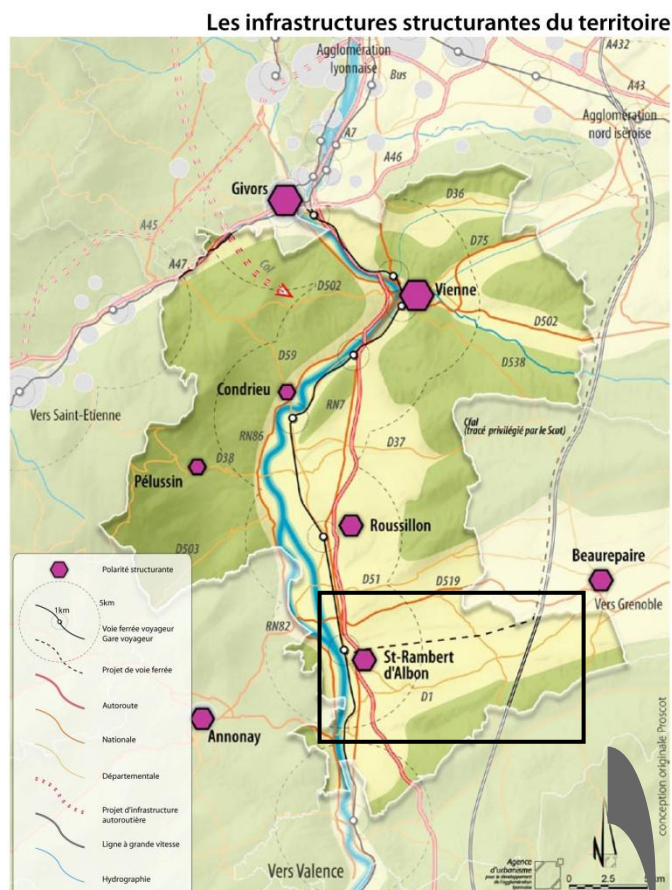 Les infrastructures structurantes du territoire
Agglomération
lyonnaise
Bus
A432
A43
Agglomération
nord iséroise
A7
A46
Givors
D36
A45
D75
A47
Cfal
D502
Vienne
D502
D59
D538
Condrieu
RN7
Vers Saint-Etienne
Cfal
(tracé privilégié par le Scot)
RN86
D37
D38
Pélussin
Roussillon
D503
Beaurepaire
D51
D519
Vers Grenoble
RN82
St-Rambert
d'Albon
D1
Annonay
Vers Valence
Polarité structurante
5km
1km
Voie ferrée voyageur
Gare voyageur
Projet de voie ferrée
Autoroute
Nationale
Départementale
Projet d'infrastructure
autoroutière
Ligne à grande vitesse
Hydrographie
conception originale Proscot
N
Agence
d'urbanisme
0 2.5